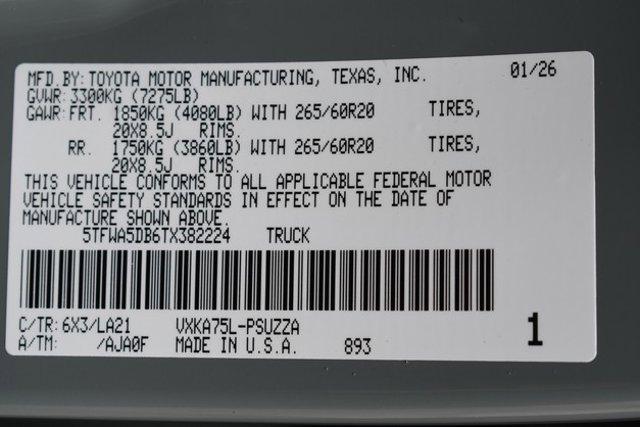 MFD.BY: TOYOTA MOTOR MANUFACTURING, TEXAS, INC. 01/26
GVWR: 3300KG (7275LB)
GAWR: FRT. 1850KG (4080LB) WITH 265/60R20 TIRES,
20X8.5J RIMS.
RR. 1750KG (3860LB) WITH 265/60R20 TIRES,
20X8.5J RIMS.
THIS VEHICLE CONFORMS TO ALL APPLICABLE FEDERAL MOTOR
VEHICLE SAFETY STANDARDS IN EFFECT ON THE DATE OF
MANUFACTURE SHOWN ABOVE.
5TFWA5DB6TX382224 TRUCK
C/TR: 6X3/LA21 VXKA75L-PSUZZA
A/TM: /AJA0F MADE IN U.S.A. 893
1